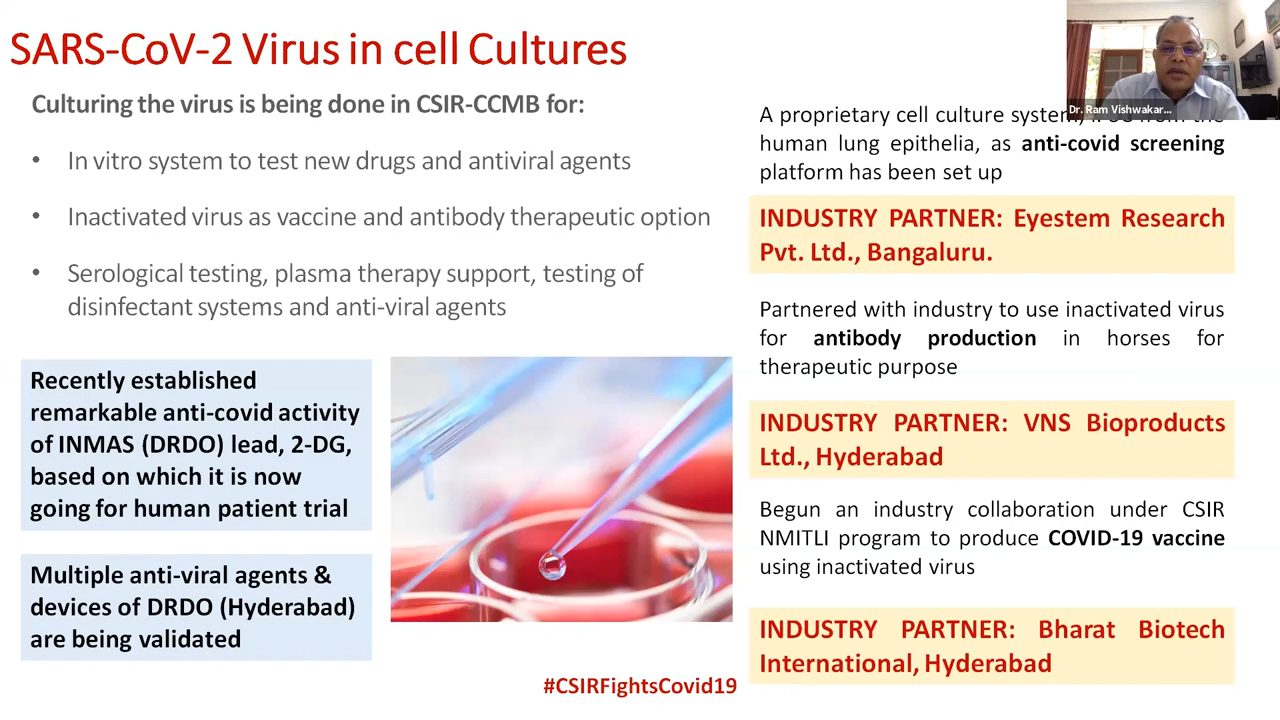 SARS-CoV-2 Virus in cell Cultures
Culturing the virus is being done in CSIR-CCMB for:
• In vitro system to test new drugs and antiviral agents
• Inactivated virus as vaccine and antibody therapeutic option
• Serological testing, plasma therapy support, testing of
disinfectant systems and anti-viral agents
Recently established
remarkable anti-covid activity
of INMAS (DRDO) lead, 2-DG,
based on which it is now
going for human patient trial
Multiple anti-viral agents &
devices of DRDO (Hyderabad)
are being validated
#CSIRFightsCovid19
Dr. Ram Vishwakar...
A proprietary cell culture system, from the
human lung epithelia, as anti-covid screening
platform has been set up
INDUSTRY PARTNER: Eyestem Research
Pvt. Ltd., Bangaluru.
Partnered with industry to use inactivated virus
for antibody production in horses for
therapeutic purpose
INDUSTRY PARTNER: VNS Bioproducts
Ltd., Hyderabad
Begun an industry collaboration under CSIR
NMITLI program to produce COVID-19 vaccine
using inactivated virus
INDUSTRY PARTNER: Bharat Biotech
International, Hyderabad